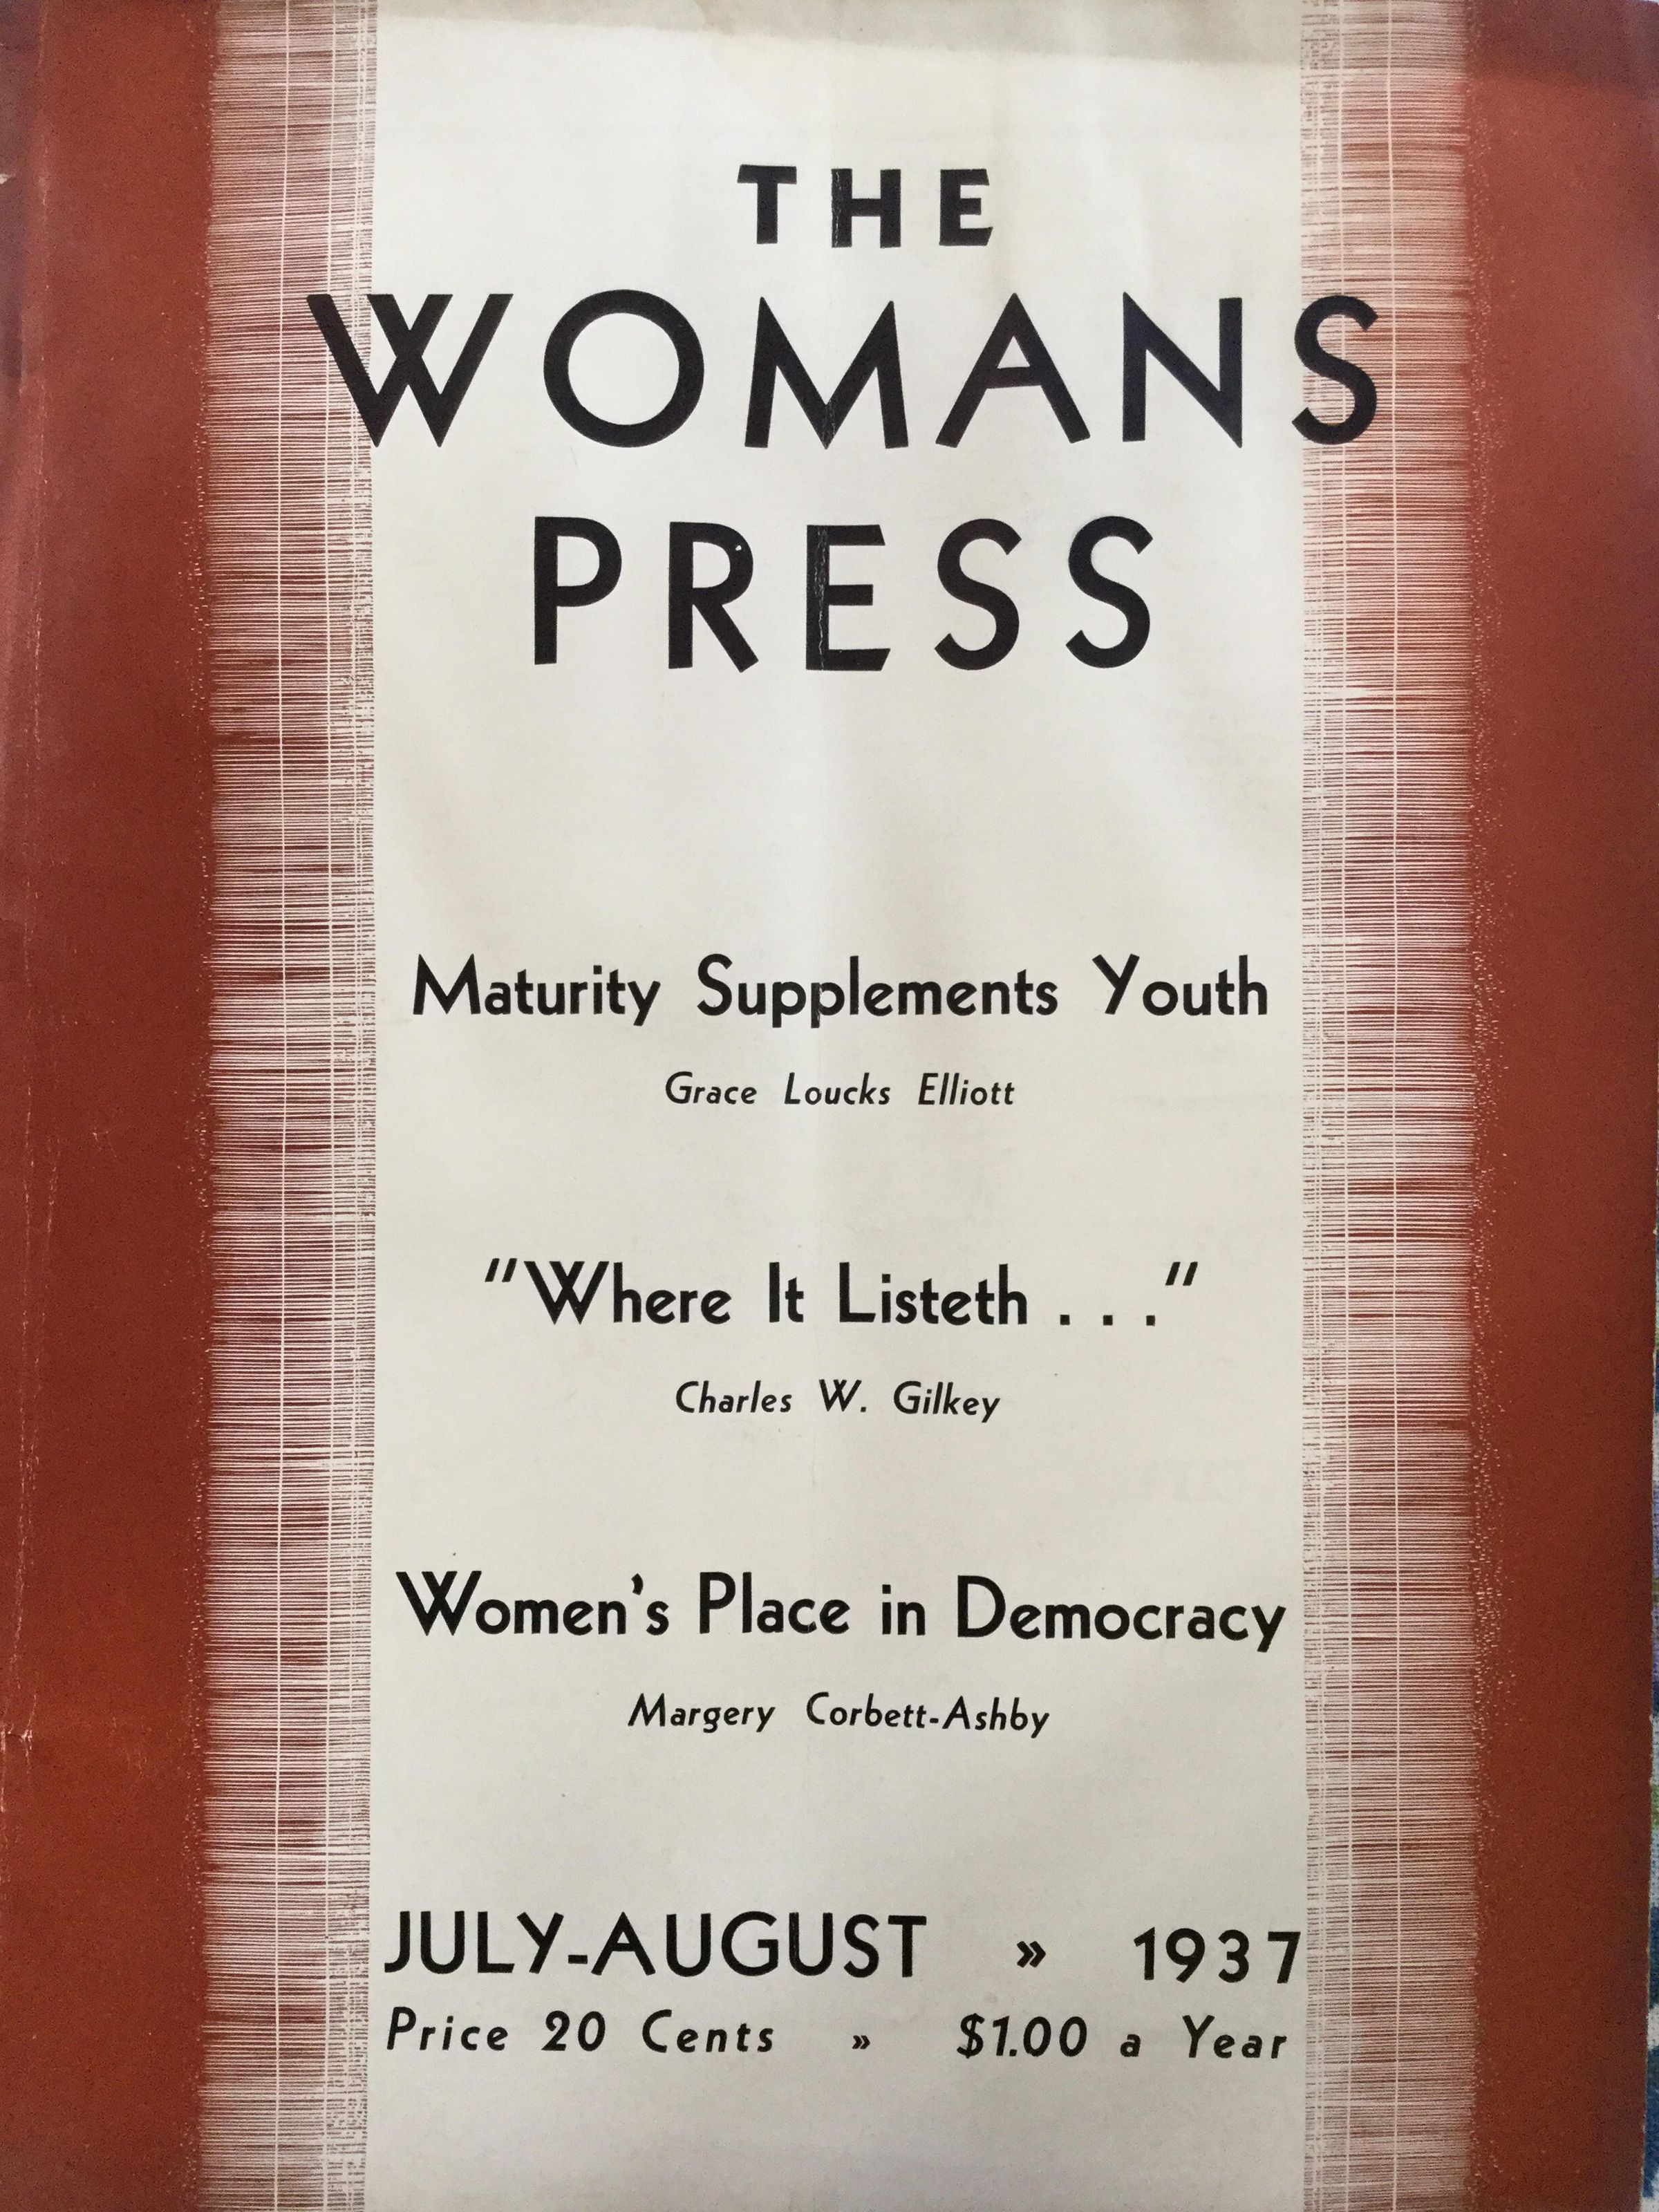 THE
WOMANS
PRESS
Maturity Supplements Youth
Grace Loucks Elliott
"Where It Listeth . . ."
Charles W. Gilkey
Women's Place in Democracy
Margery Corbett-Ashby
JULY-AUGUST » 1937
Price 20 Cents » $1.00 a Year